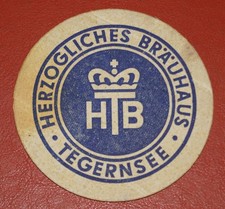 HERZOGLICHES BRÄUHAUS
HTB
• TEGERNSEE •